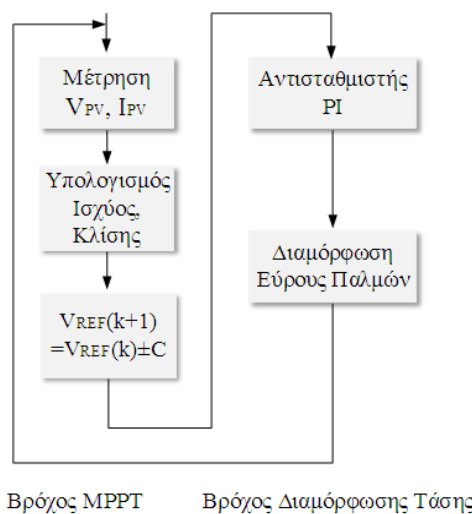 Μέτρηση
VPV, IPV
Υπολογισμός
Ισχύος,
Κλίσης
VREF(k+1)
=VREF(k)±C
Αντισταθμιστής
PI
Διαμόρφωση
Εύρους Παλμών
Βρόχος MPPT
Βρόχος Διαμόρφωσης Τάσης